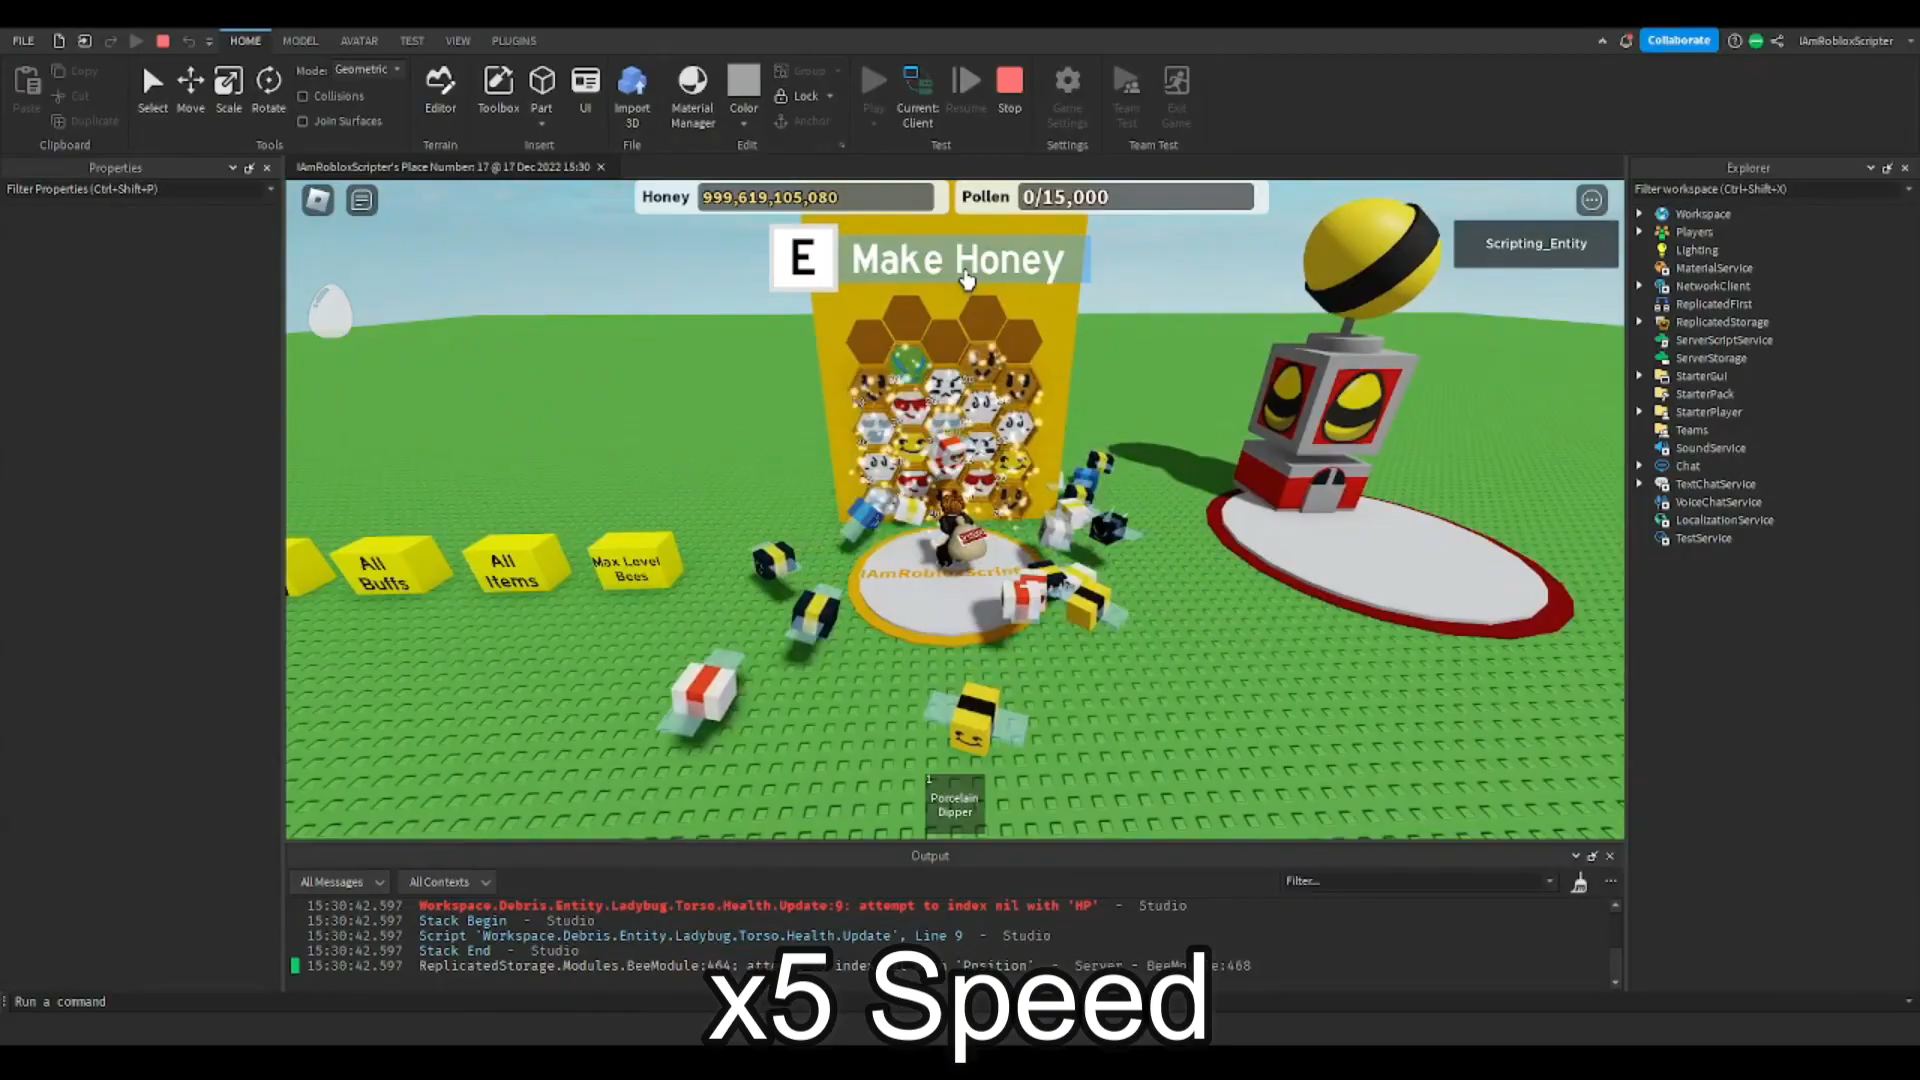 FILE
HOME
MODEL
AVATAR
TEST
VIEW
PLUGINS
Collaborate
IAmRobloxScripter
Paste
Copy
Cut
Duplicate
Clipboard
Select
Move
Scale
Rotate
Mode: Geometric
Collisions
Join Surfaces
Tools
Editor
Terrain
Toolbox
Part
UI
Insert
Import
3D
File
Material
Manager
Color
Group
Lock
Anchor
Edit
Play
Current:
Client
Resume
Stop
Test
Game
Settings
Settings
Team
Test
Exit
Game
Team Test
Properties
Filter Properties (Ctrl+Shift+P)
IAmRobloxScripter's Place Number: 17 @ 17 Dec 2022 15:30
Honey 999,619,105,080
Pollen 0/15,000
E Make Honey
Scripting_Entity
All
Buffs
All
Items
Max Level
Bees
1
Porcelain
Dipper
Explorer
Filter workspace (Ctrl+Shift+X)
Workspace
Players
Lighting
MaterialService
NetworkClient
ReplicatedFirst
ReplicatedStorage
ServerScriptService
ServerStorage
StarterGui
StarterPack
StarterPlayer
Teams
SoundService
Chat
TextChatService
VoiceChatService
LocalizationService
TestService
Output
All Messages
All Contexts
Filter...
15:30:42.597 Workspace.Debris.Entity.Ladybug.Torso.Health.Update:9: attempt to index nil with 'HP' - Studio
15:30:42.597 Stack Begin - Studio
15:30:42.597 Script 'Workspace.Debris.Entity.Ladybug.Torso.Health.Update', Line 9 - Studio
15:30:42.597 Stack End - Studio
15:30:42.597 ReplicatedStorage.Modules.BeeModule:464: 'Position' - Server - BeeModule:468
x5 Speed
Run a command